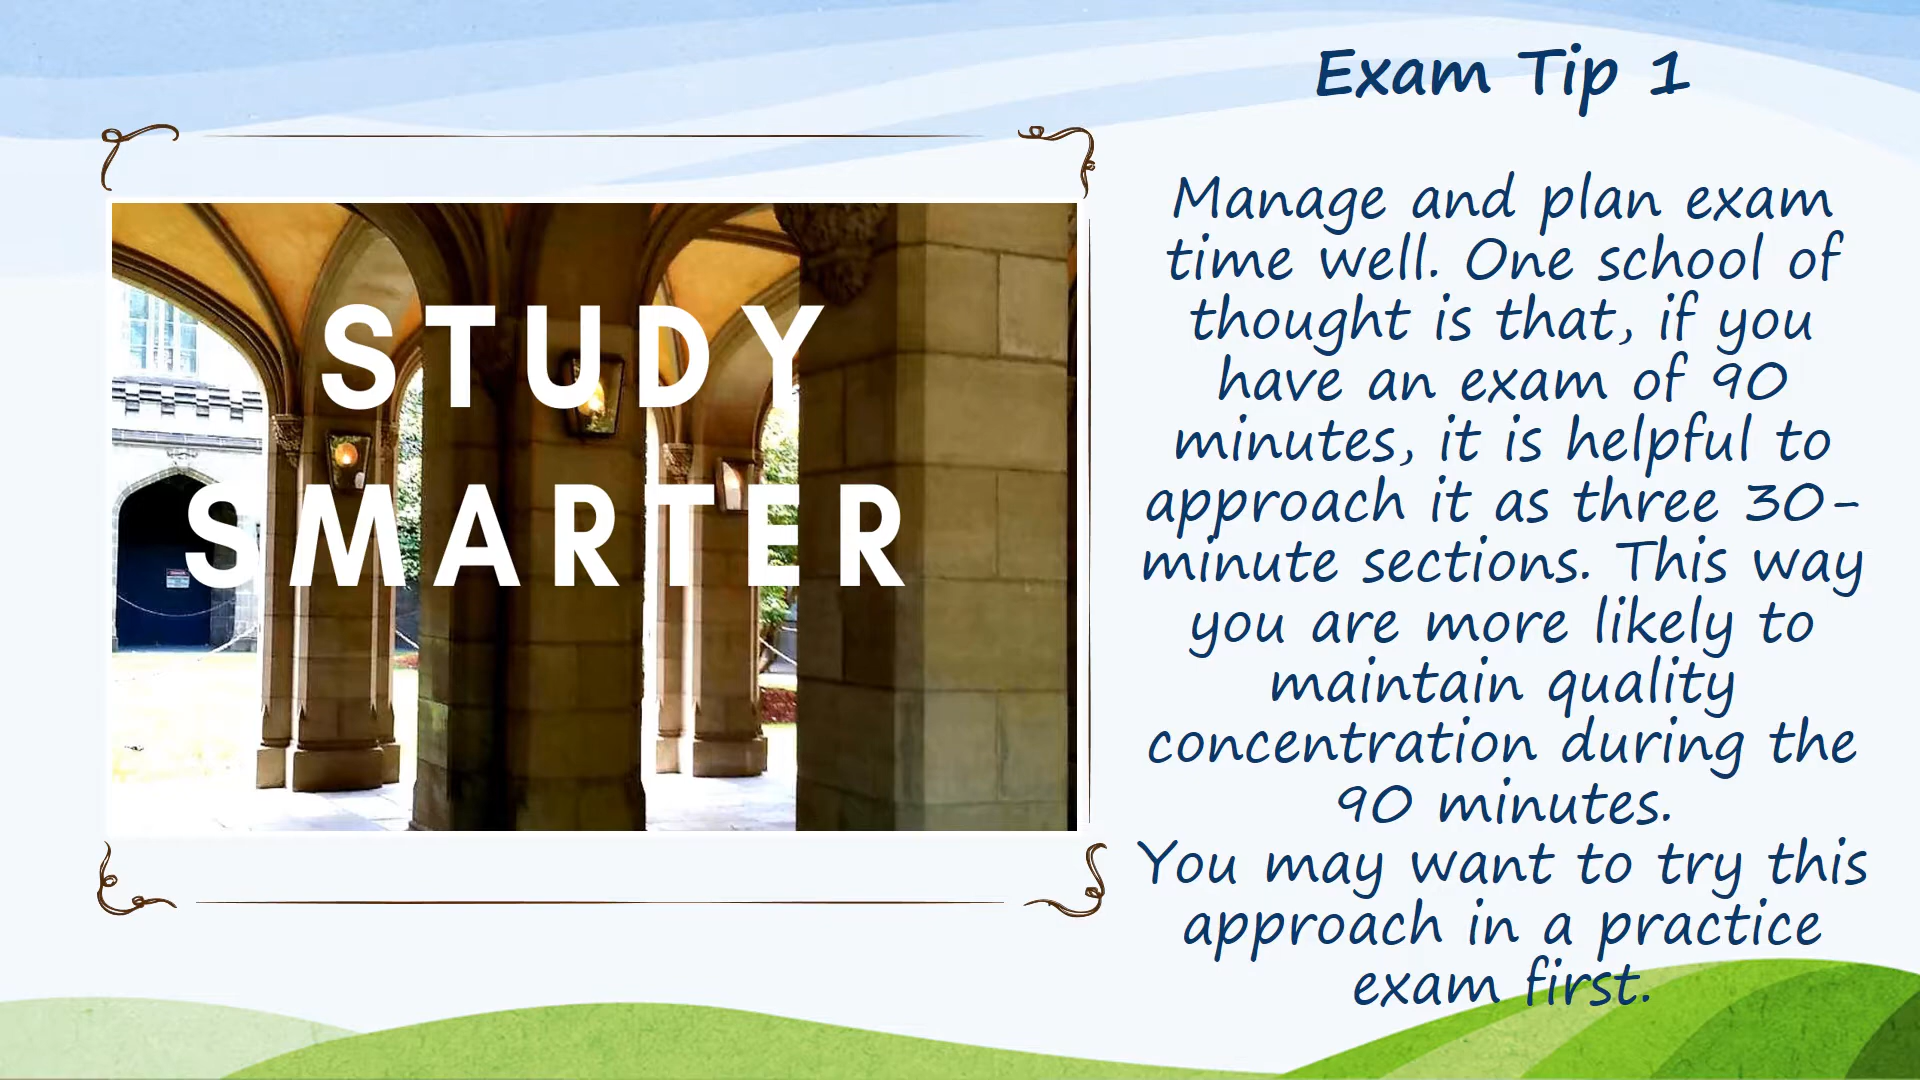 STUDY
SMARTER
Exam Tip 1
Manage and plan exam
time well. One school of
thought is that, if you
have an exam of 90
minutes, it is helpful to
approach it as three 30-
minute sections. This way
you are more likely to
maintain quality
concentration during the
90 minutes.
You may want to try this
approach in a practice
exam first.